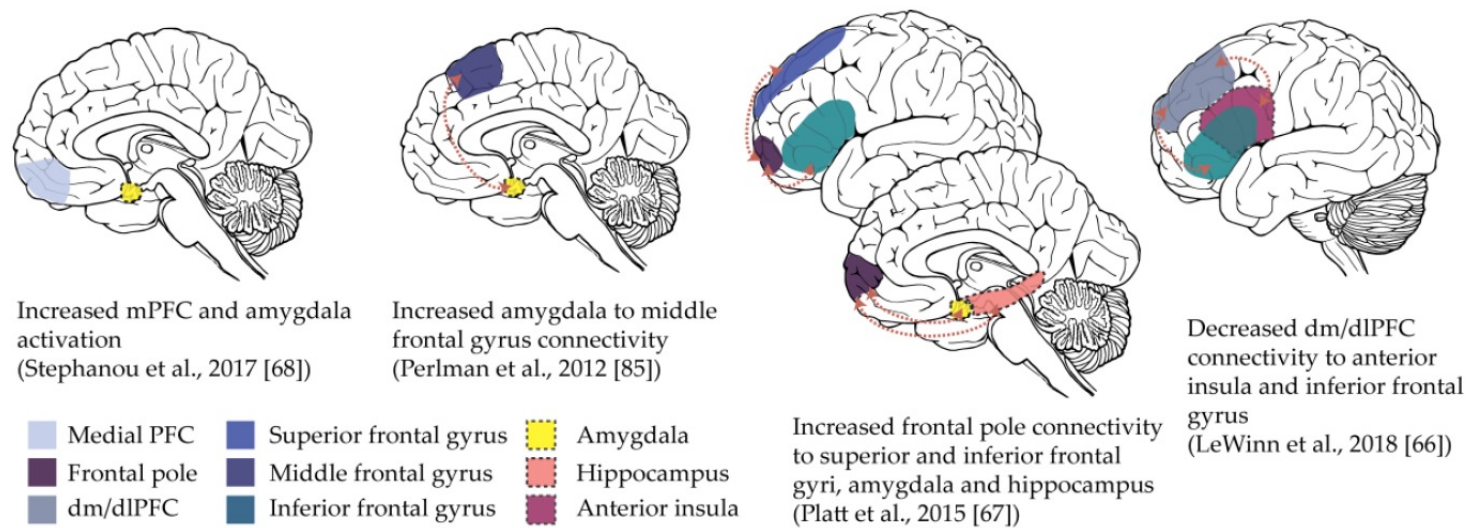 Increased mPFC and amygdala
activation
(Stephanou et al., 2017 [68])
Increased amygdala to middle
frontal gyrus connectivity
(Perlman et al., 2012 [85])
Increased frontal pole connectivity
to superior and inferior frontal
gyri, amygdala and hippocampus
(Platt et al., 2015 [67])
Decreased dm/dlPFC
connectivity to anterior
insula and inferior frontal
gyrus
(LeWinn et al., 2018 [66])
Medial PFC
Frontal pole
dm/dlPFC
Superior frontal gyrus
Middle frontal gyrus
Inferior frontal gyrus
Amygdala
Hippocampus
Anterior insula